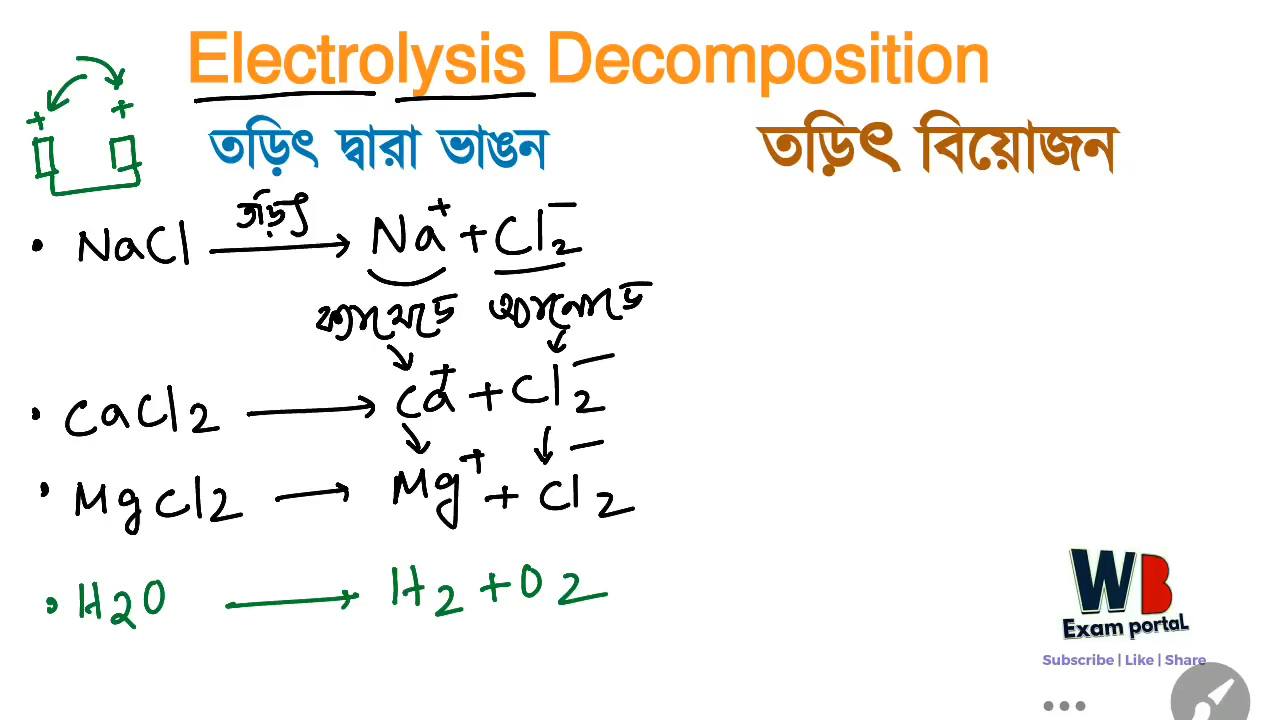 Electrolysis Decomposition
+ +
তড়িৎ দ্বারা ভাঙন তড়িৎ বিয়োজন
• NaCl তড়িৎ → Na⁺ + Cl₂⁻
ক্যাথোডে অ্যানোডে
• CaCl2 → Ca⁺ + Cl₂⁻
• MgCl2 → Mg⁺ + Cl₂⁻
• H2O → H2 + O2
WB
Exam portaL
Subscribe | Like | Share